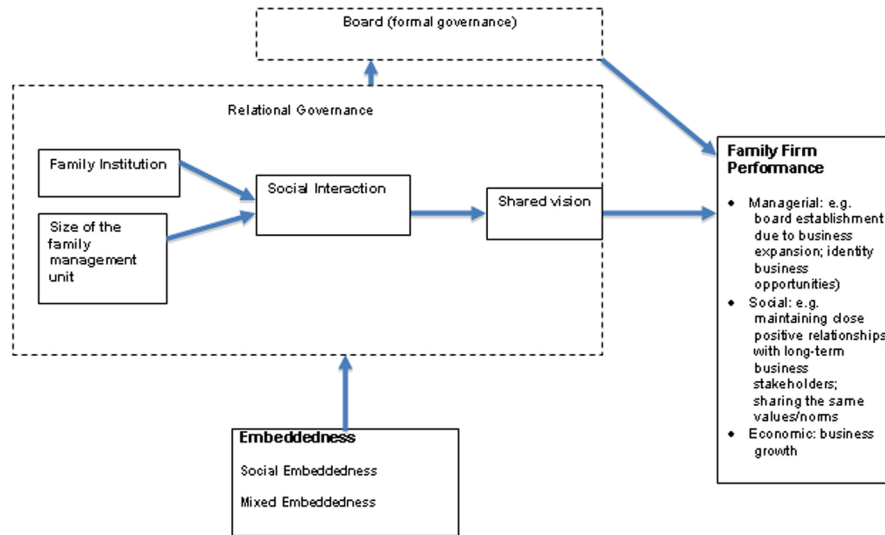 Board (formal governance)
Relational Governance
Family Institution
Social Interaction
Shared vision
Size of the
family
management
unit
Family Firm
Performance
• Managerial: e.g.
board establishment
due to business
expansion; identity
business
opportunities)
• Social: e.g.
maintaining close
positive relationships
with long-term
business
stakeholders;
sharing the same
values/norms
• Economic: business
growth
Embeddedness
Social Embeddedness
Mixed Embeddedness